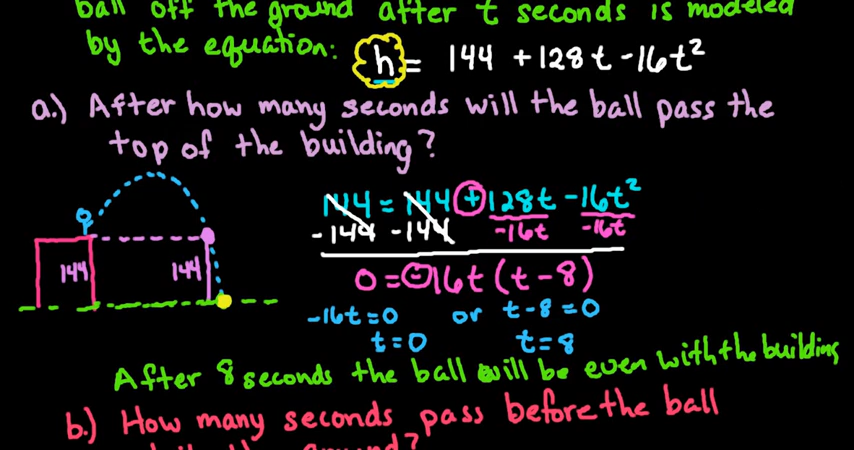 ball off the ground after t seconds is modeled
by the equation: h = 144 + 128t - 16t²
a.) After how many seconds will the ball pass the
top of the building?
144 = 144 + 128t - 16t²
-144 -144 -16t -16t
0 = -16t (t - 8)
144 144
-16t = 0 or t - 8 = 0
t = 0 t = 8
After 8 seconds the ball will be even with the building
b.) How many seconds pass before the ball